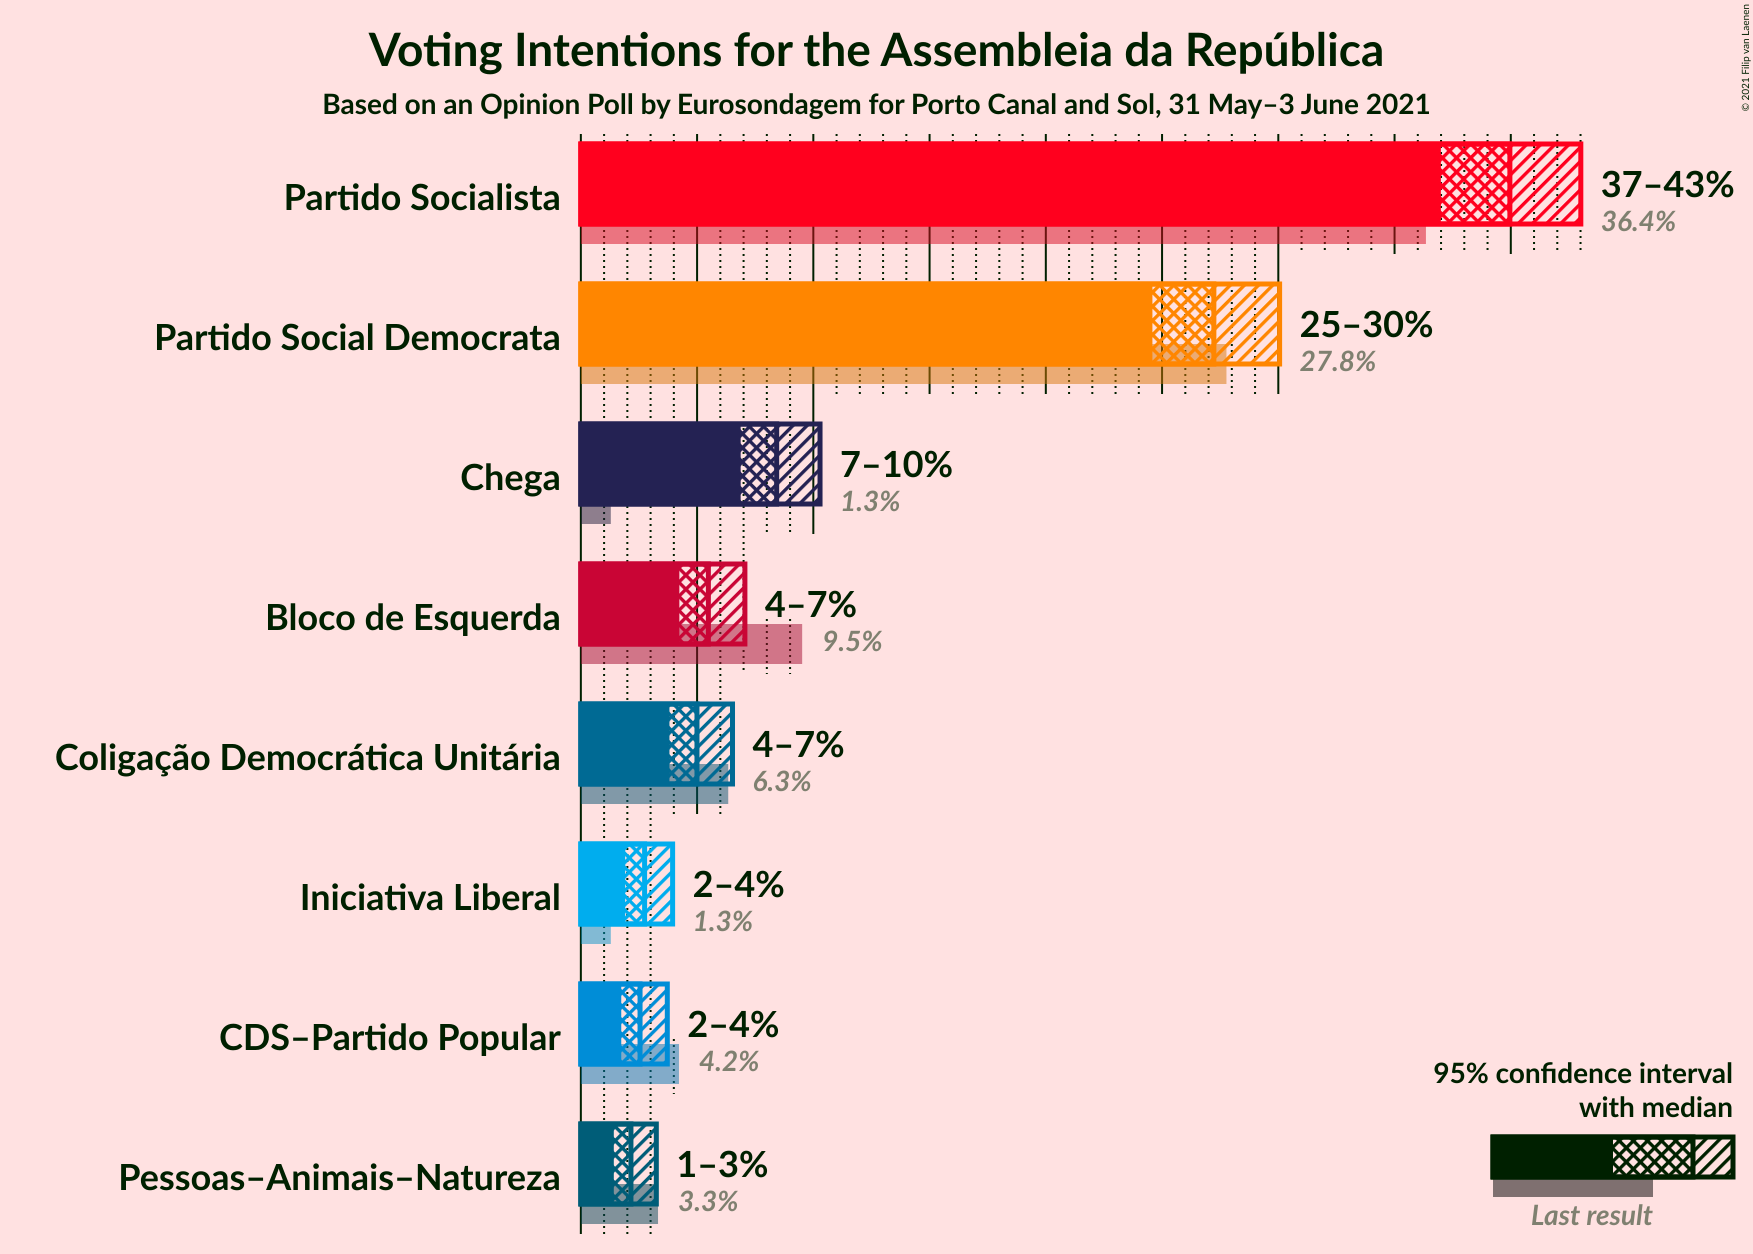 Voting Intentions for the Assembleia da República
Based on an Opinion Poll by Eurosondagem for Porto Canal and Sol, 31 May–3 June 2021
© 2021 Filip van Laenen
Partido Socialista
37–43%
36.4%
Partido Social Democrata
25–30%
27.8%
Chega
7–10%
1.3%
Bloco de Esquerda
4–7%
9.5%
Coligação Democrática Unitária
4–7%
6.3%
Iniciativa Liberal
2–4%
1.3%
CDS–Partido Popular
2–4%
4.2%
Pessoas–Animais–Natureza
1–3%
3.3%
95% confidence interval
with median
Last result